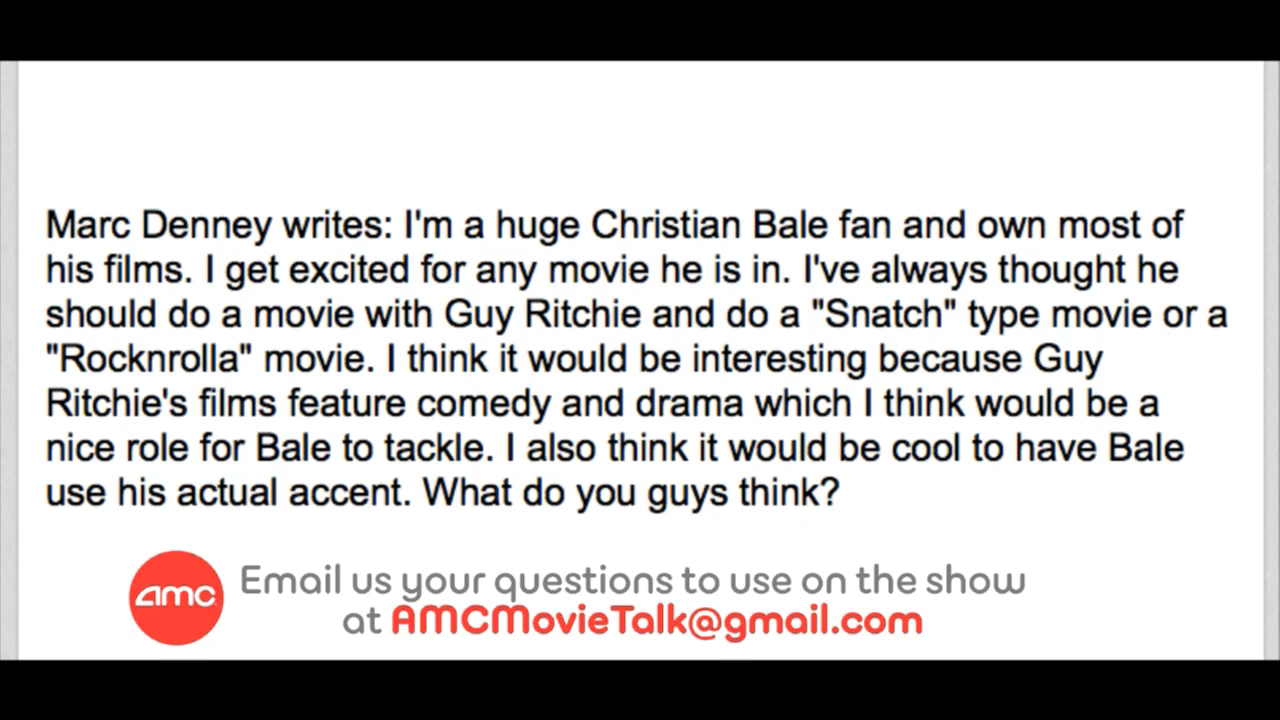 Marc Denney writes: I'm a huge Christian Bale fan and own most of
his films. I get excited for any movie he is in. I've always thought he
should do a movie with Guy Ritchie and do a "Snatch" type movie or a
"Rocknrolla" movie. I think it would be interesting because Guy
Ritchie's films feature comedy and drama which I think would be a
nice role for Bale to tackle. I also think it would be cool to have Bale
use his actual accent. What do you guys think?
amc
Email us your questions to use on the show
at AMCMovieTalk@gmail.com